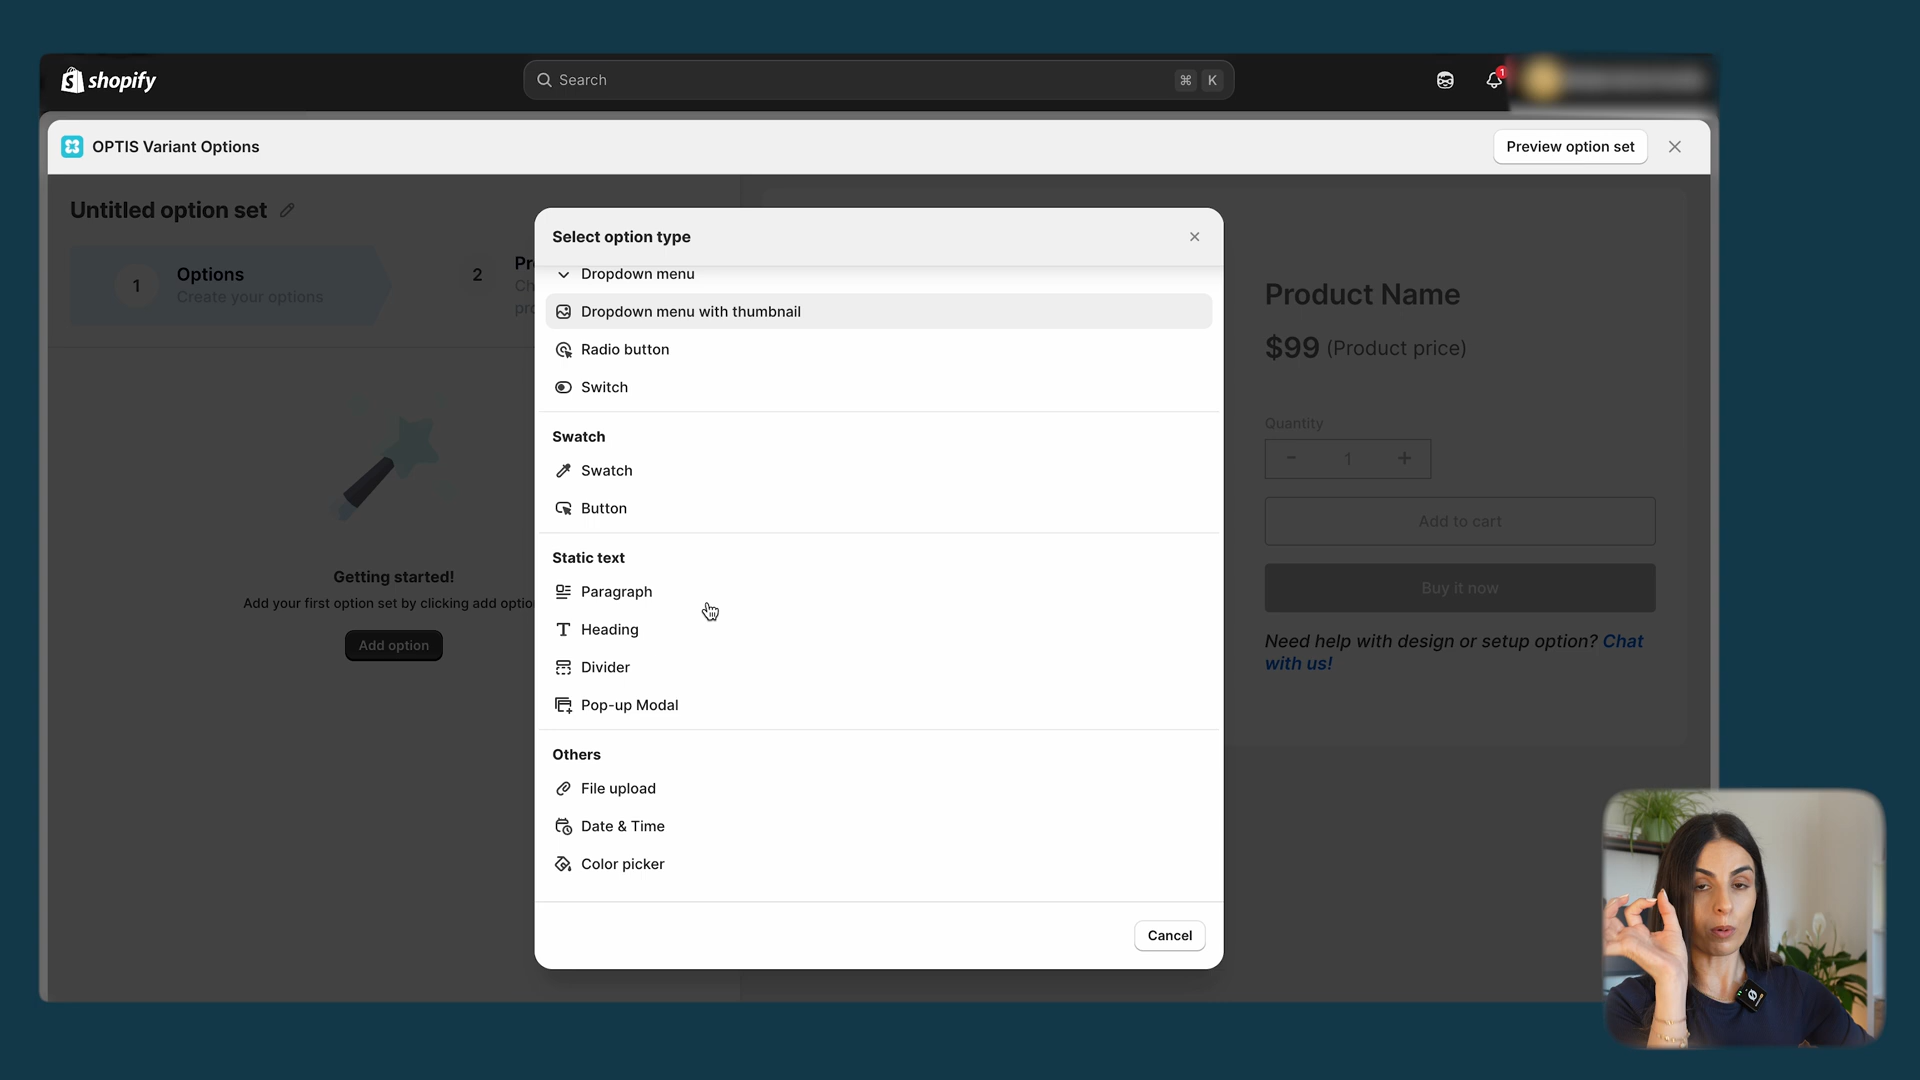 shopify
Search
⌘ K
1
OPTIS Variant Options
Preview option set
Untitled option set
1
Options
Create your options
2
Pr
Ch
pro
Getting started!
Add your first option set by clicking add optio
Add option
Select option type
Dropdown menu
Dropdown menu with thumbnail
Radio button
Switch
Swatch
Swatch
Button
Static text
Paragraph
Heading
Divider
Pop-up Modal
Others
File upload
Date & Time
Color picker
Cancel
Product Name
$99 (Product price)
Quantity
- 1 +
Add to cart
Buy it now
Need help with design or setup option? Chat
with us!